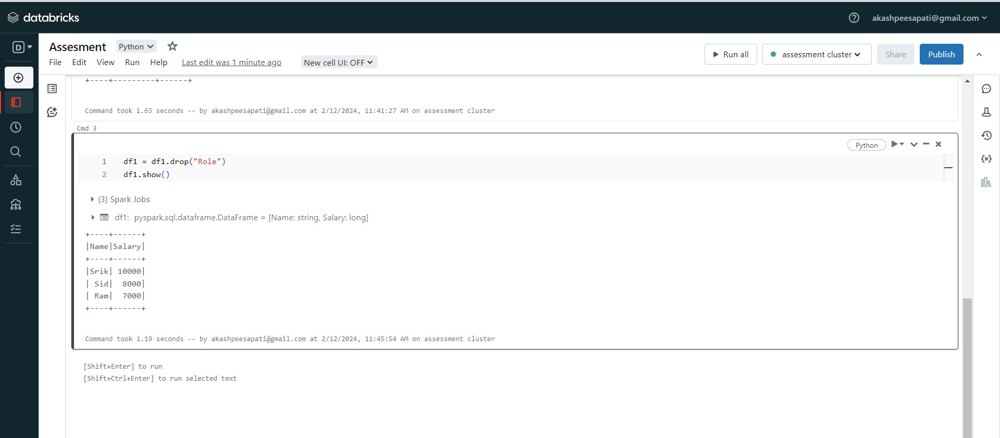 databricks
akashpeesapati@gmail.com
D
Assesment Python
File Edit View Run Help Last edit was 1 minute ago New cell UI: OFF
Run all assessment cluster Share Publish
+----+---------+------+
Command took 1.63 seconds -- by akashpeesapati@gmail.com at 2/12/2024, 11:41:27 AM on assessment cluster
Cmd 3
Python
1 df1 = df1.drop("Role")
2 df1.show()
(3) Spark Jobs
df1: pyspark.sql.dataframe.DataFrame = [Name: string, Salary: long]
+----+------+
|Name|Salary|
+----+------+
|Srik| 10000|
| Sid|  8000|
| Ram|  7000|
+----+------+
Command took 1.19 seconds -- by akashpeesapati@gmail.com at 2/12/2024, 11:45:54 AM on assessment cluster
[Shift+Enter] to run
[Shift+Ctrl+Enter] to run selected text